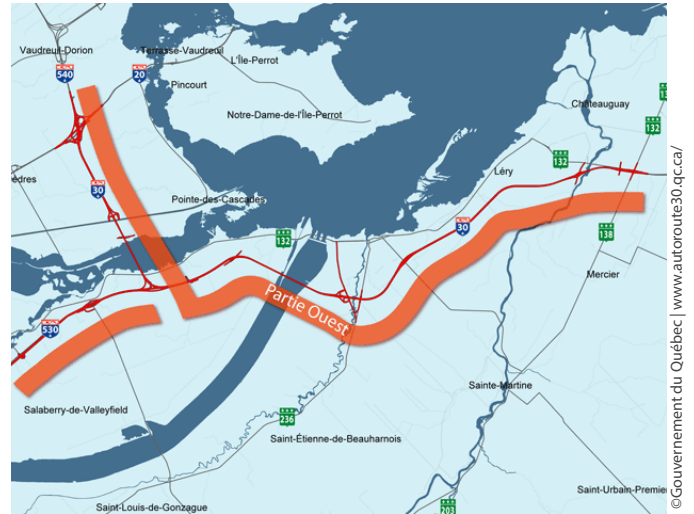 Vaudreuil-Dorion
Terrasse-Vaudreuil
L'Île-Perrot
540
20
Pincourt
Notre-Dame-de-l'Île-Perrot
Châteauguay
132
132
Léry
èdres
30
Pointe-des-Cascades
132
30
138
Mercier
Partie Ouest
530
Salaberry-de-Valleyfield
Sainte-Martine
236
Saint-Étienne-de-Beauharnois
Saint-Urbain-Premier
Saint-Louis-de-Gonzague
203
©Gouvernement du Québec | www.autoroute30.qc.ca/